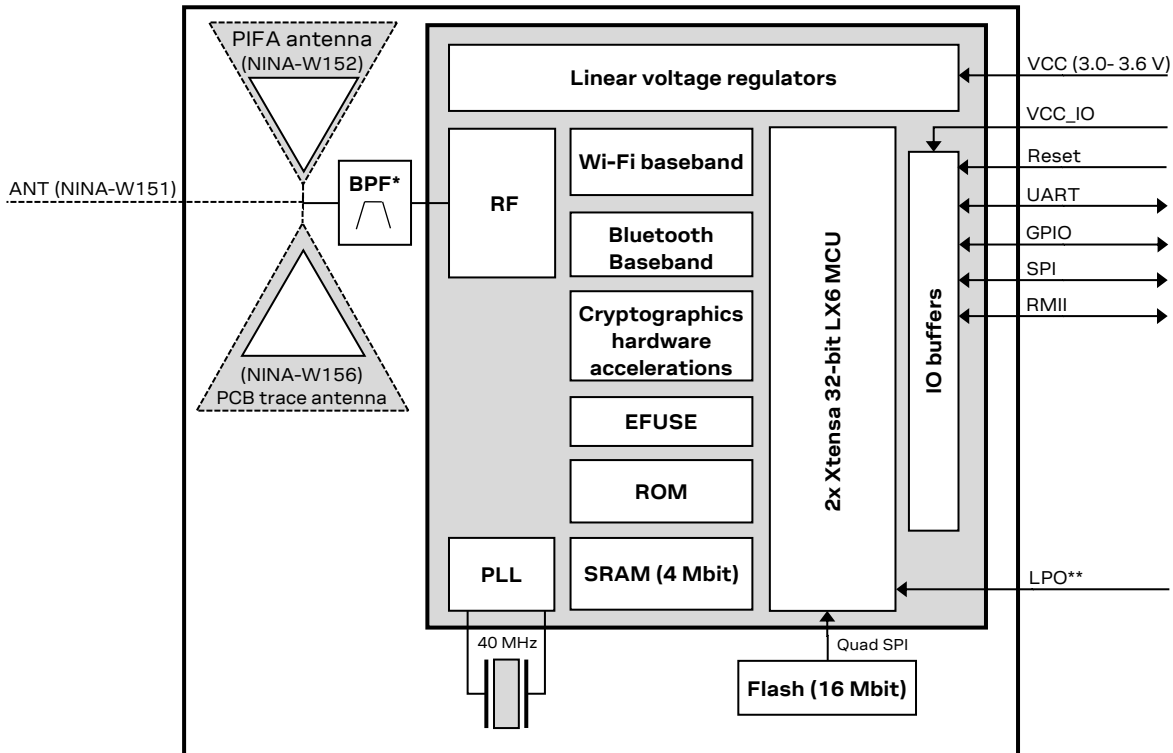 PIFA antenna
(NINA-W152)
Linear voltage regulators
VCC (3.0- 3.6 V)
VCC_IO
Reset
UART
GPIO
SPI
RMII
ANT (NINA-W151)
BPF*
RF
Wi-Fi baseband
Bluetooth
Baseband
Cryptographics
hardware
accelerations
EFUSE
ROM
SRAM (4 Mbit)
2x Xtensa 32-bit LX6 MCU
IO buffers
(NINA-W156)
PCB trace antenna
PLL
LPO**
40 MHz
Quad SPI
Flash (16 Mbit)